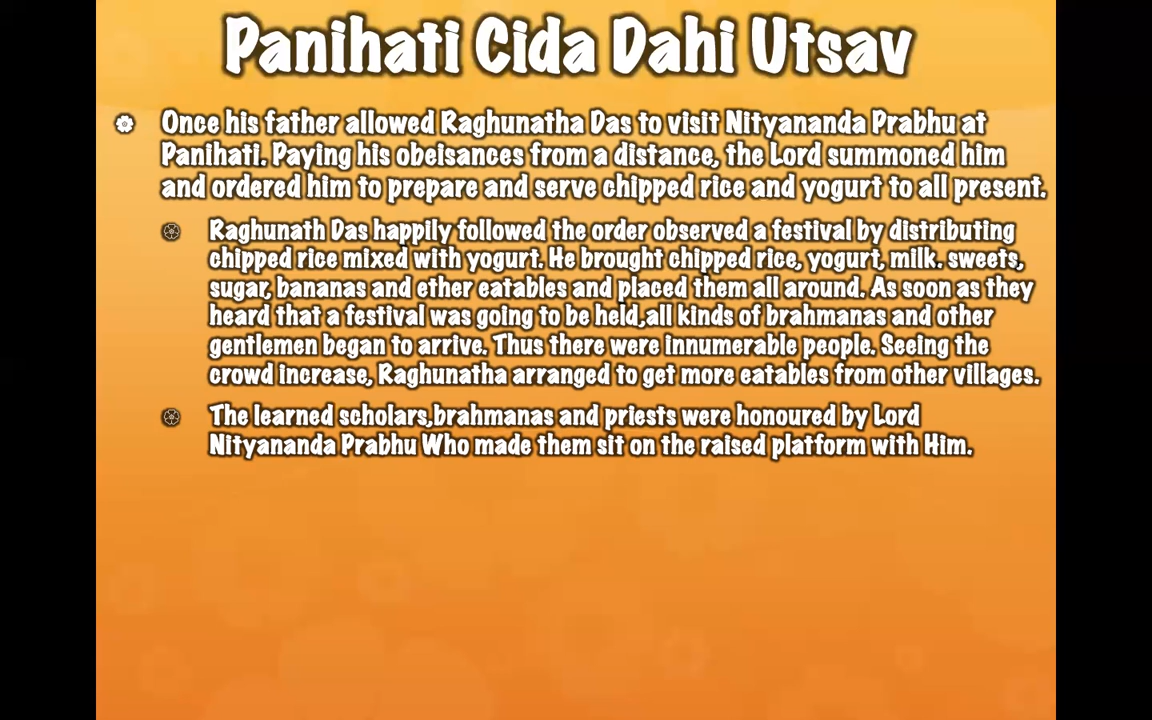 Panihati Cida Dahi Utsav
Once his father allowed Raghunatha Das to visit Nityananda Prabhu at
Panihati. Paying his obeisances from a distance, the Lord summoned him
and ordered him to prepare and serve chipped rice and yogurt to all present.
Raghunath Das happily followed the order observed a festival by distributing
chipped rice mixed with yogurt. He brought chipped rice, yogurt, milk. sweets,
sugar, bananas and ether eatables and placed them all around. As soon as they
heard that a festival was going to be held,all kinds of brahmanas and other
gentlemen began to arrive. Thus there were innumerable people. Seeing the
crowd increase, Raghunatha arranged to get more eatables from other villages.
The learned scholars,brahmanas and priests were honoured by Lord
Nityananda Prabhu Who made them sit on the raised platform with Him.